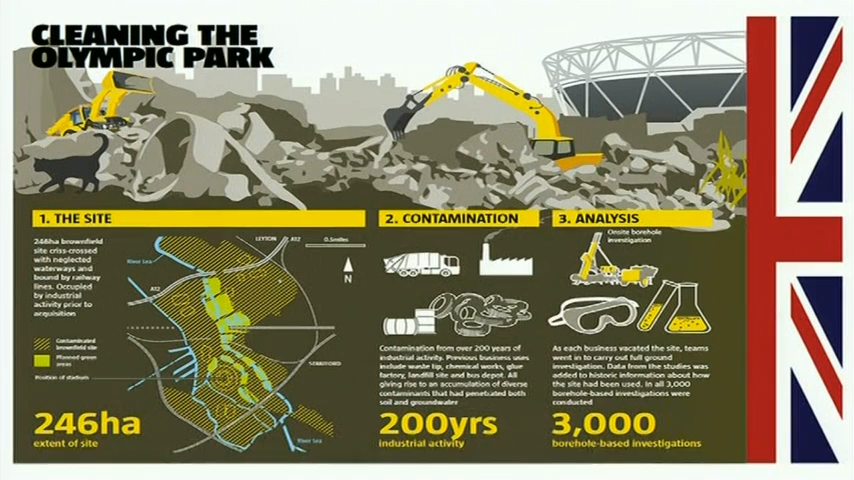 CLEANING THE
OLYMPIC PARK
1. THE SITE
246ha brownfield
site criss-crossed
with neglected
waterways and
bound by railway
lines. Occupied
by industrial
activity prior to
acquisition
Contaminated
brownfield site
Planned green
areas
Position of stadium
River Lea
LEYTON
A12
0.5miles
N
A12
STRATFORD
River Lea
246ha
extent of site
2. CONTAMINATION
Contamination from over 200 years of
industrial activity. Previous business uses
include waste tip, chemical works, glue
factory, landfill site and bus depot. All
giving rise to an accumulation of diverse
contaminants that had penetrated both
soil and groundwater
200yrs
industrial activity
3. ANALYSIS
Onsite borehole
investigation
As each business vacated the site, teams
went in to carry out full ground
investigation. Data from the studies was
added to historic information about how
the site had been used. In all 3,000
borehole-based investigations were
conducted
3,000
borehole-based investigations